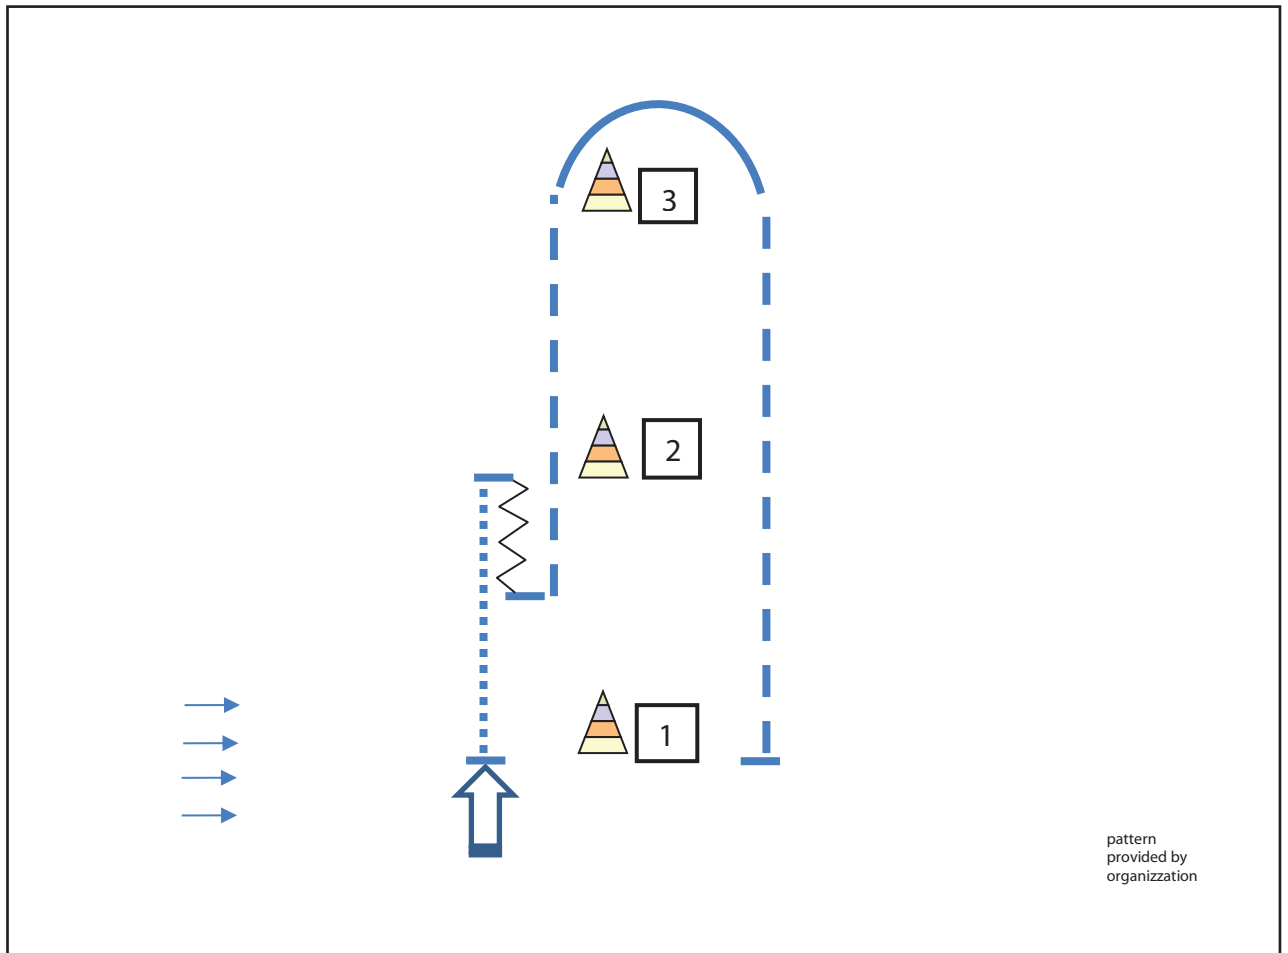 3
2
1
pattern
provided by
organizzation